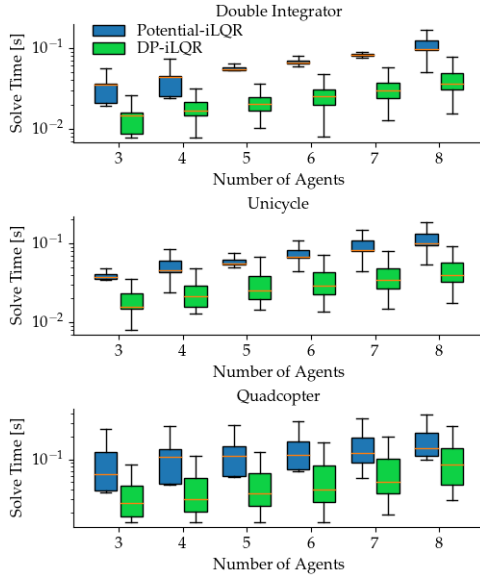 Double Integrator
Potential-iLQR
DP-iLQR
Solve Time [s]
10⁻¹
10⁻²
3 4 5 6 7 8
Number of Agents
Unicycle
Solve Time [s]
10⁻¹
10⁻²
3 4 5 6 7 8
Number of Agents
Quadcopter
Solve Time [s]
10⁻¹
3 4 5 6 7 8
Number of Agents